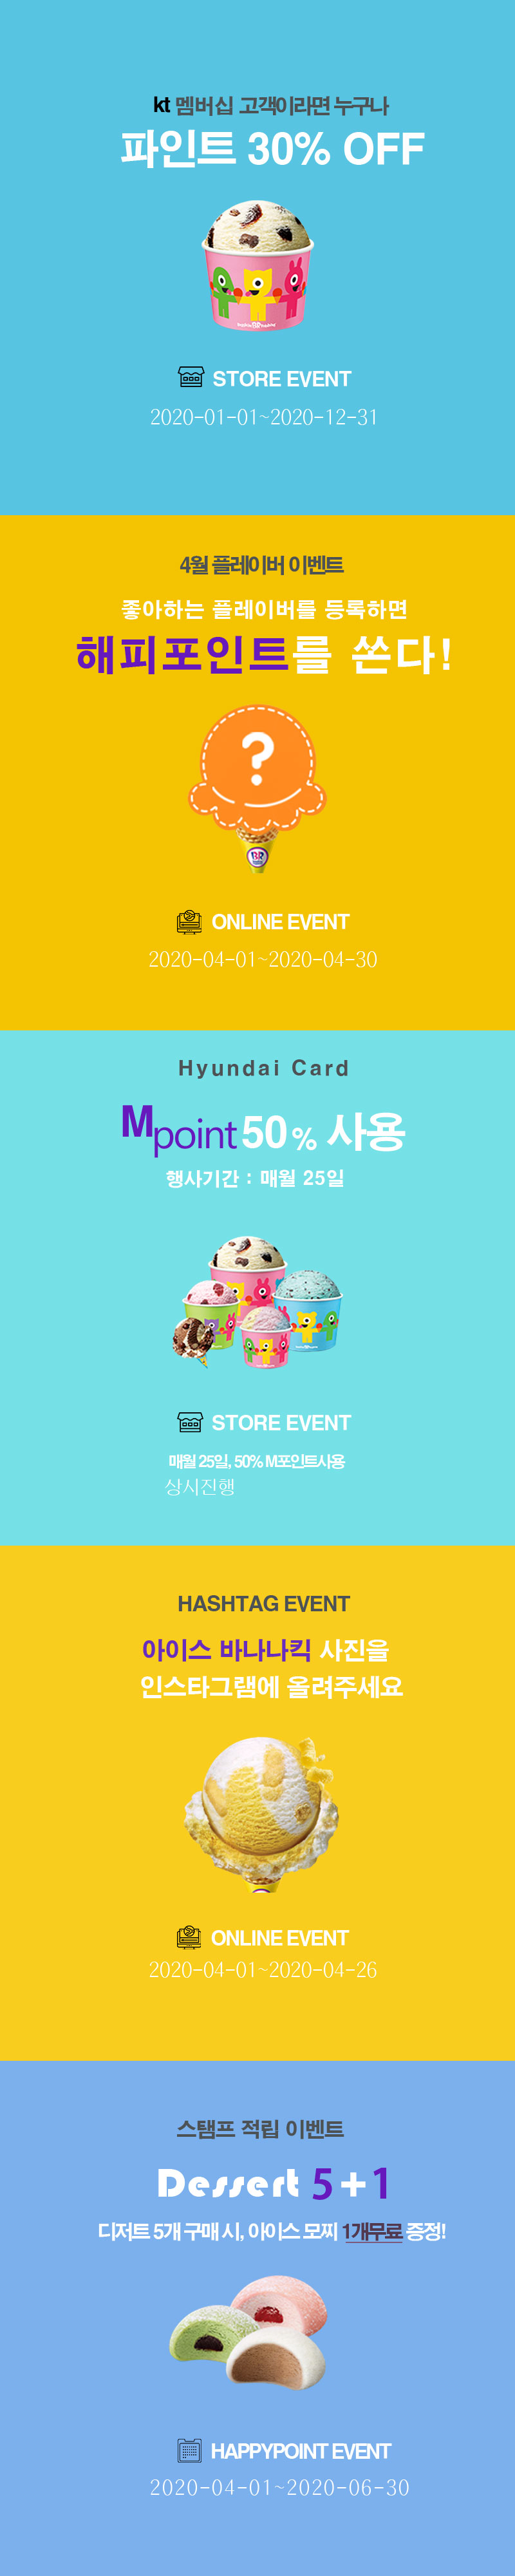 kt 멤버십 고객이라면 누구나
파인트 30% OFF
STORE EVENT
2020-01-01~2020-12-31
4월 플레이버 이벤트
좋아하는 플레이버를 등록하면
해피포인트를 쏜다!
?
BR
ONLINE EVENT
2020-04-01~2020-04-30
Hyundai Card
Mpoint 50% 사용
행사기간 : 매월 25일
STORE EVENT
매월 25일, 50% M포인트사용
상시진행
HASHTAG EVENT
아이스 바나나킥 사진을
인스타그램에 올려주세요
ONLINE EVENT
2020-04-01~2020-04-26
스탬프 적립 이벤트
Dessert 5+1
디저트 5개 구매 시, 아이스 모찌 1개무료 증정!
HAPPYPOINT EVENT
2020-04-01~2020-06-30